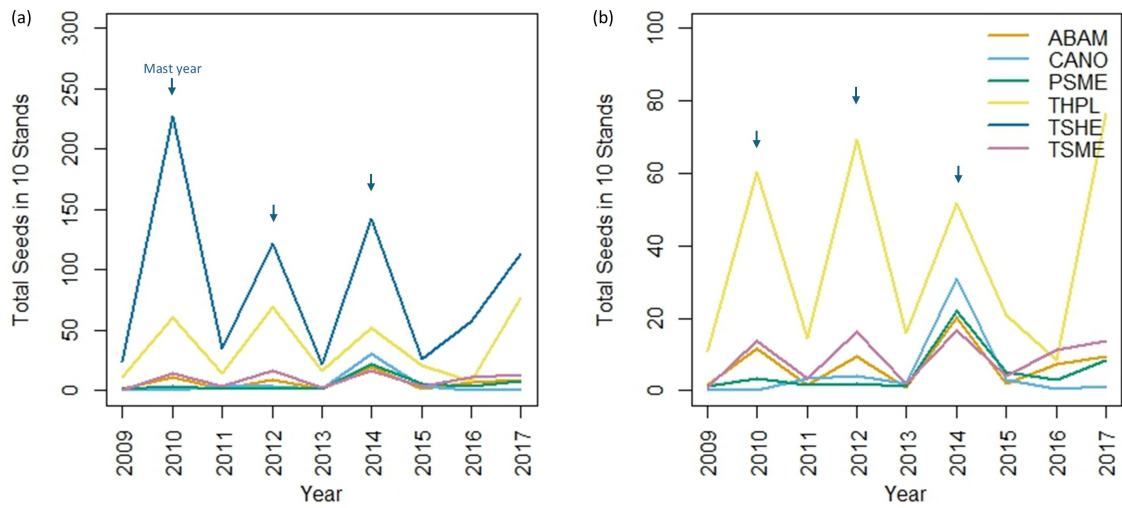 (a)
Total Seeds in 10 Stands
300
250
200
150
100
50
0
Mast year
2009 2010 2011 2012 2013 2014 2015 2016 2017
Year
(b)
Total Seeds in 10 Stands
100
80
60
40
20
0
ABAM
CANO
PSME
THPL
TSHE
TSME
2009 2010 2011 2012 2013 2014 2015 2016 2017
Year